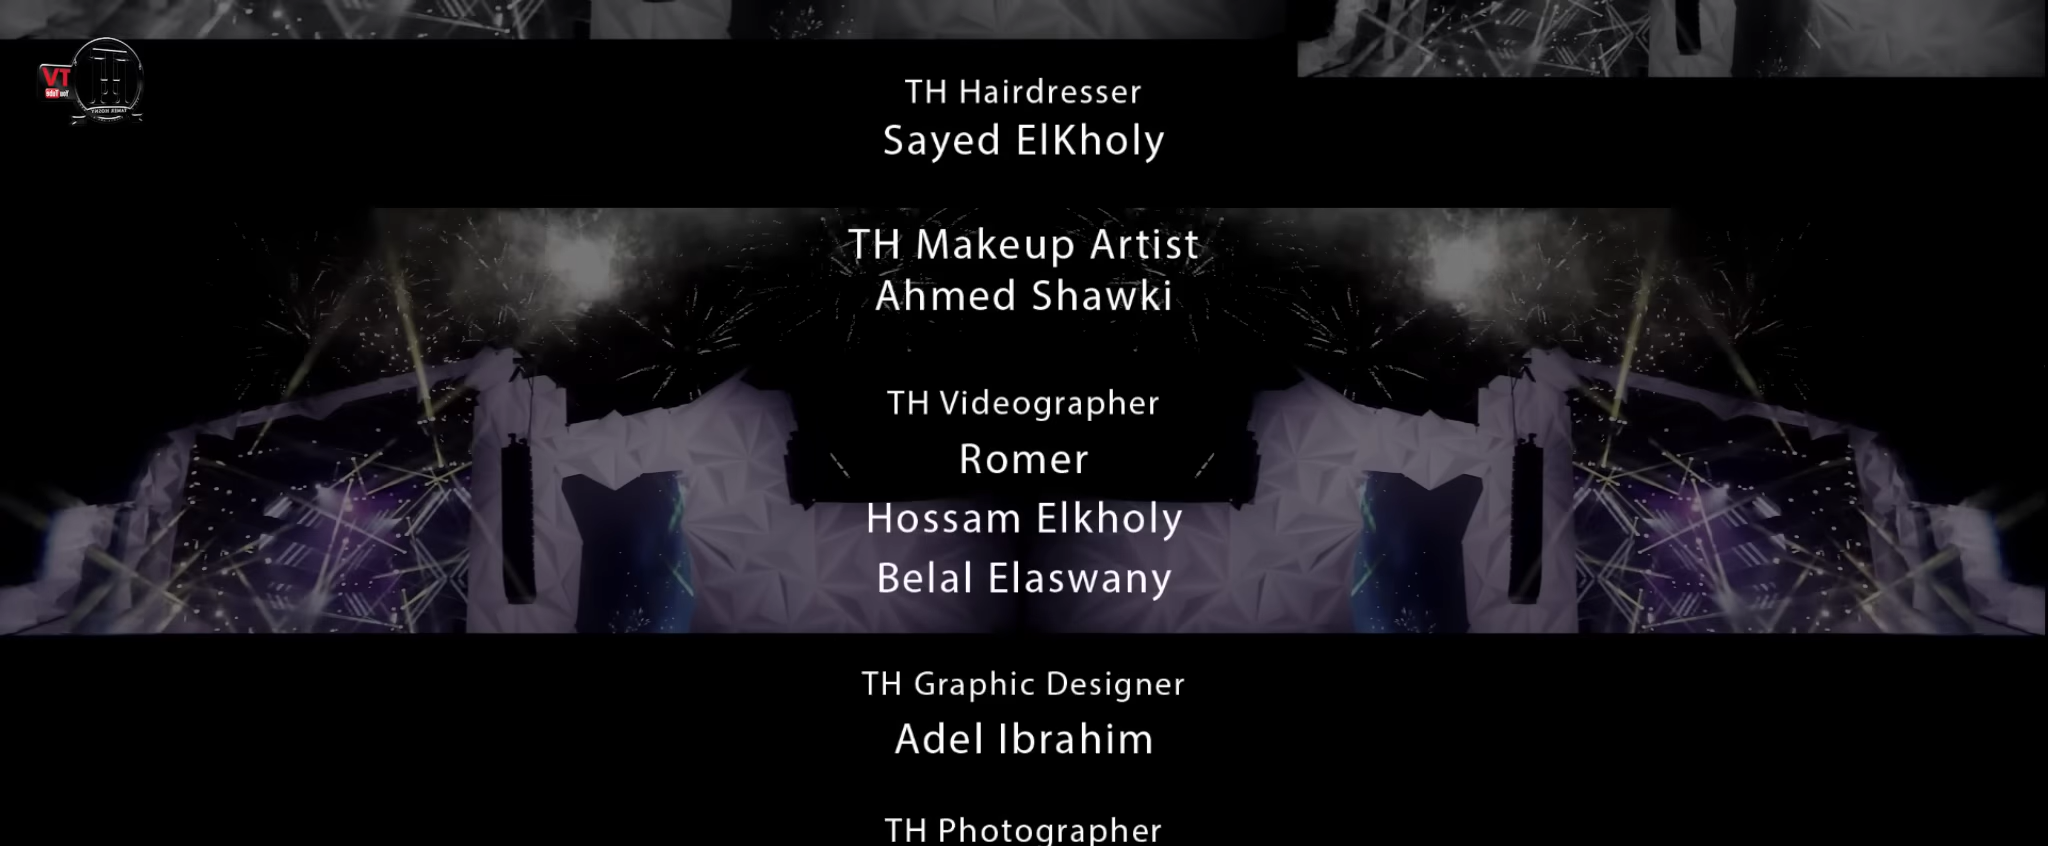 TH Hairdresser
Sayed ElKholy
TH Makeup Artist
Ahmed Shawki
TH Videographer
Romer
Hossam Elkholy
Belal Elaswany
TH Graphic Designer
Adel Ibrahim
TH Photographer